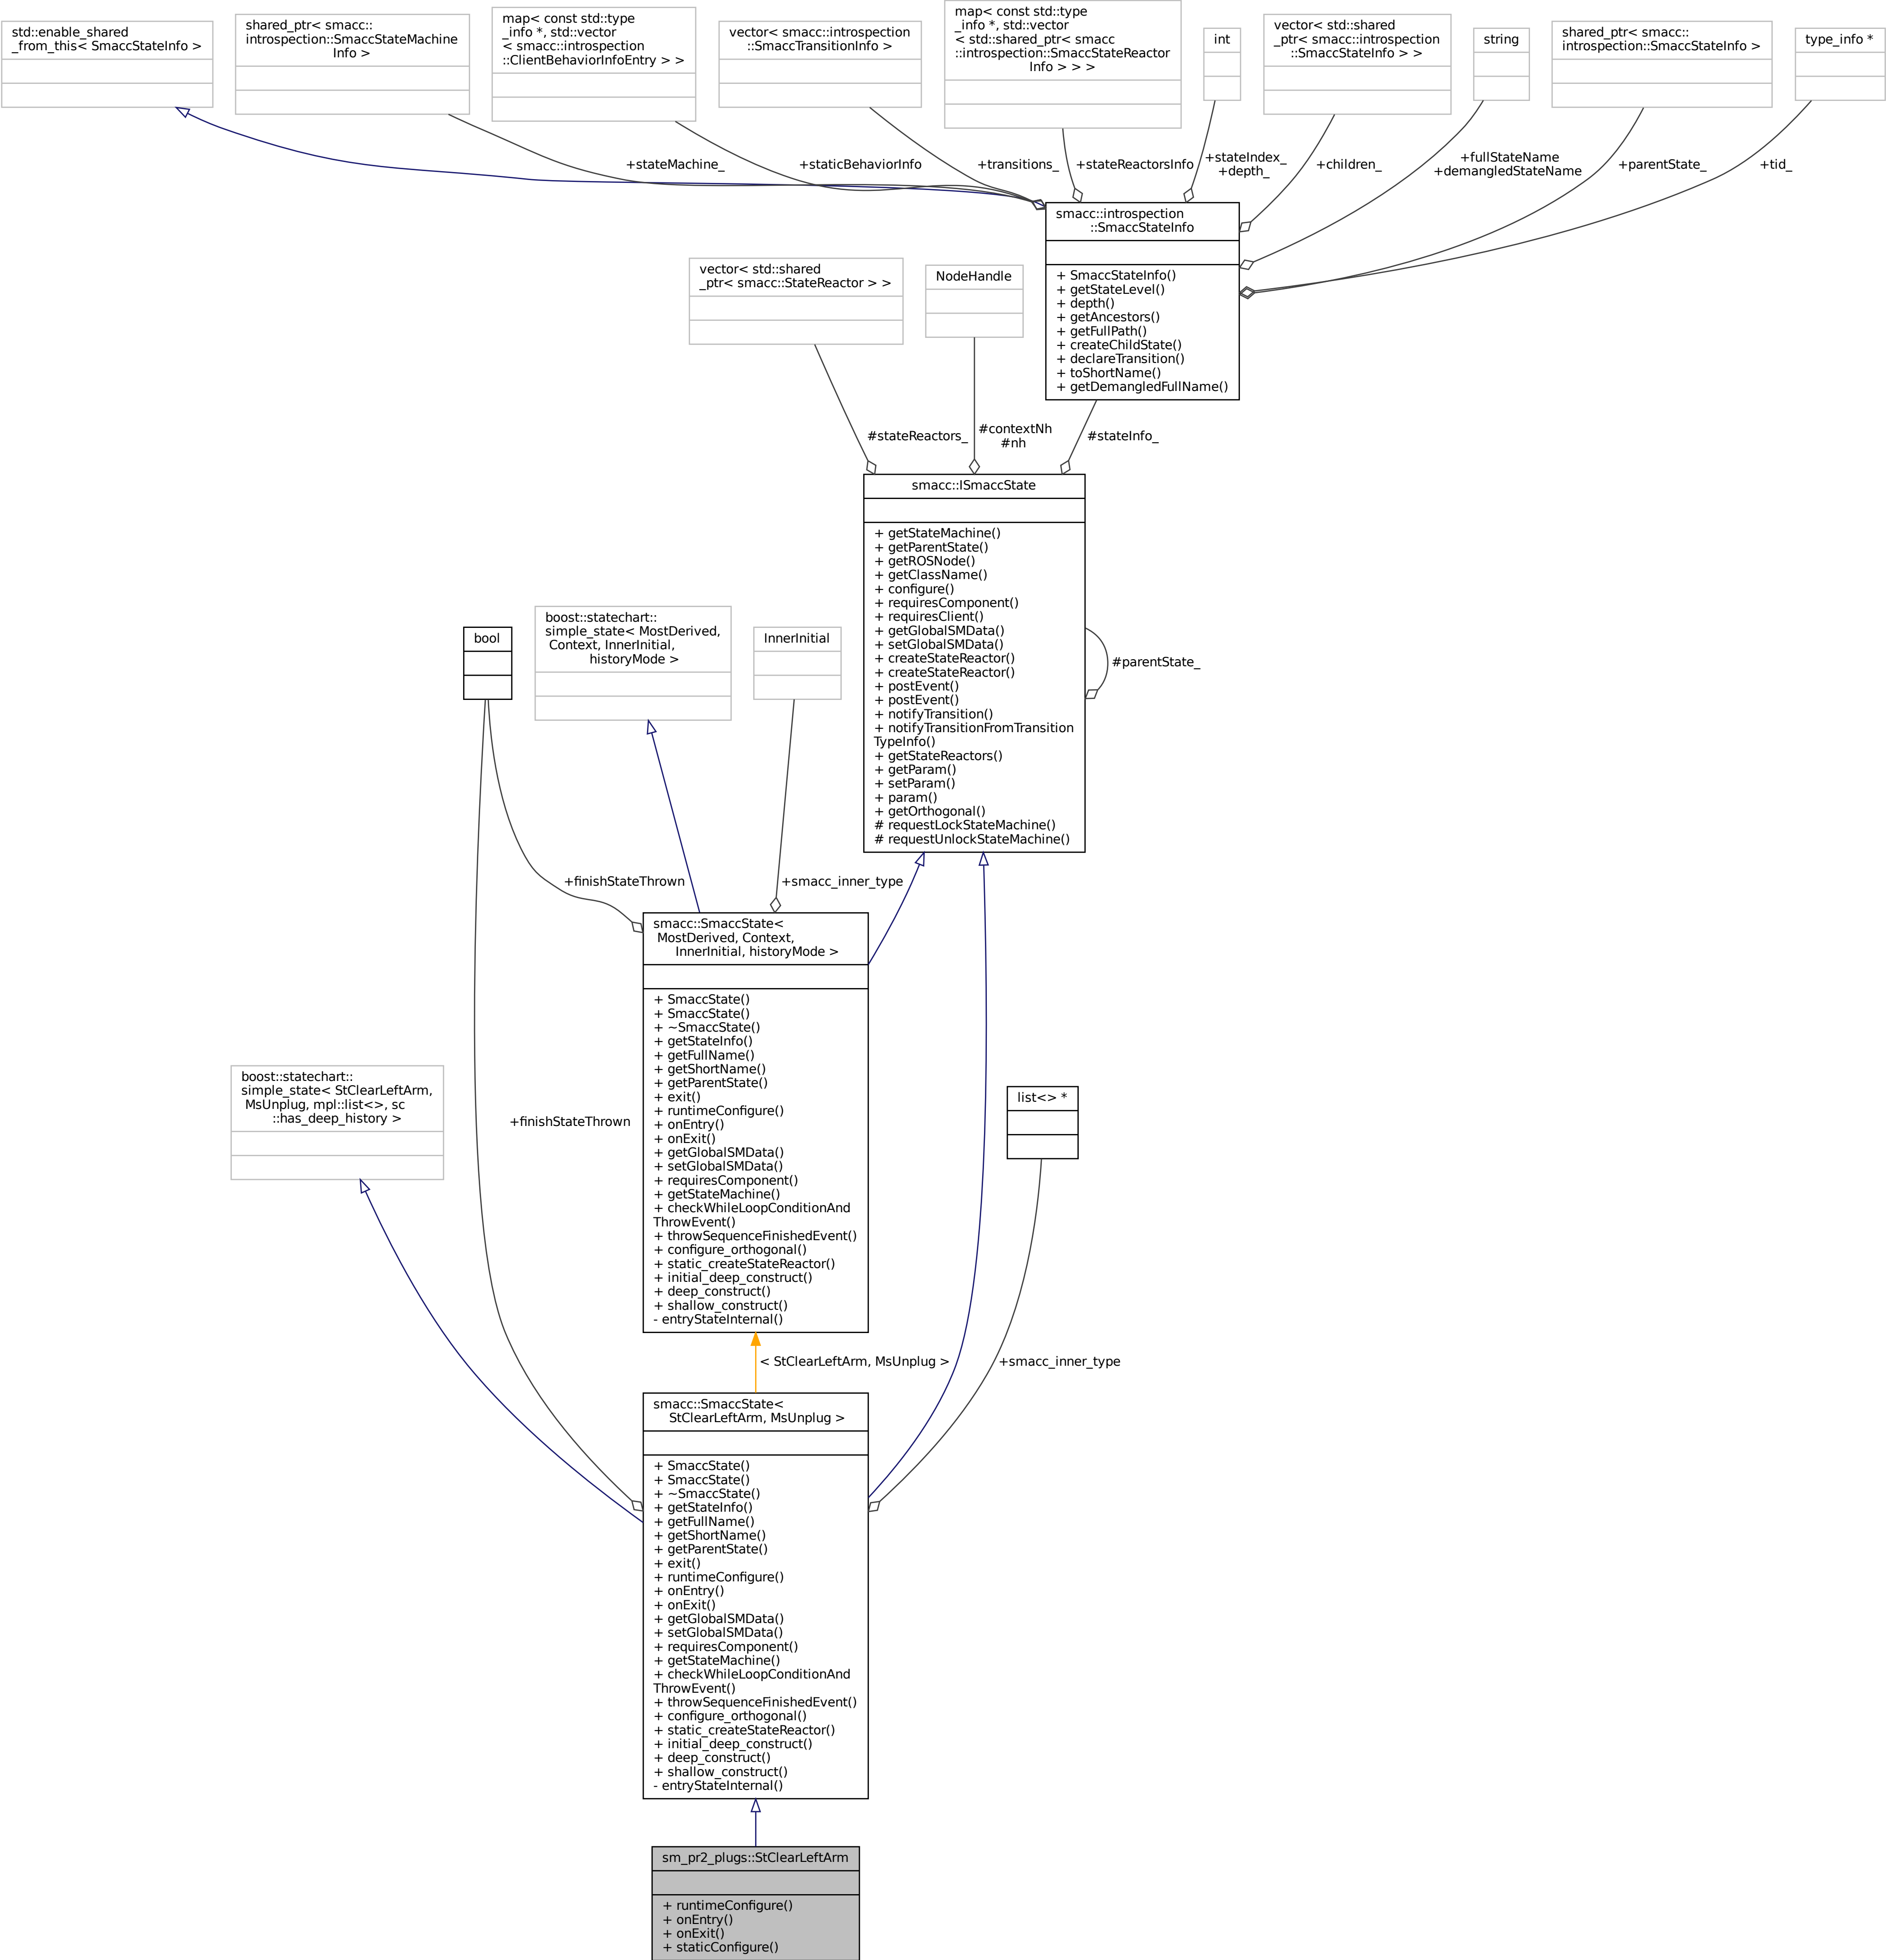 std::enable_shared
_from_this< SmaccStateInfo >
shared_ptr< smacc::
introspection::SmaccStateMachine
Info >
map< const std::type
_info *, std::vector
< smacc::introspection
::ClientBehaviorInfoEntry > >
vector< smacc::introspection
::SmaccTransitionInfo >
map< const std::type
_info *, std::vector
< std::shared_ptr< smacc
::introspection::SmaccStateReactor
Info > > >
int
vector< std::shared
_ptr< smacc::introspection
::SmaccStateInfo > >
string
shared_ptr< smacc::
introspection::SmaccStateInfo >
type_info *
+stateMachine_
+staticBehaviorInfo
+transitions_
+stateReactorsInfo
+stateIndex_
+depth_
+children_
+fullStateName
+demangledStateName
+parentState_
+tid_
smacc::introspection
::SmaccStateInfo
+ SmaccStateInfo()
+ getStateLevel()
+ depth()
+ getAncestors()
+ getFullPath()
+ createChildState()
+ declareTransition()
+ toShortName()
+ getDemangledFullName()
vector< std::shared
_ptr< smacc::StateReactor > >
NodeHandle
#stateReactors_
#contextNh
#nh
#stateInfo_
smacc::ISmaccState
+ getStateMachine()
+ getParentState()
+ getROSNode()
+ getClassName()
+ configure()
+ requiresComponent()
+ requiresClient()
+ getGlobalSMData()
+ setGlobalSMData()
+ createStateReactor()
+ createStateReactor()
+ postEvent()
+ postEvent()
+ notifyTransition()
+ notifyTransitionFromTransition
TypeInfo()
+ getStateReactors()
+ getParam()
+ setParam()
+ param()
+ getOrthogonal()
# requestLockStateMachine()
# requestUnlockStateMachine()
#parentState_
bool
boost::statechart::
simple_state< MostDerived,
Context, InnerInitial,
historyMode >
InnerInitial
+finishStateThrown
+smacc_inner_type
smacc::SmaccState<
MostDerived, Context,
InnerInitial, historyMode >
+ SmaccState()
+ SmaccState()
+ ~SmaccState()
+ getStateInfo()
+ getFullName()
+ getShortName()
+ getParentState()
+ exit()
+ runtimeConfigure()
+ onEntry()
+ onExit()
+ getGlobalSMData()
+ setGlobalSMData()
+ requiresComponent()
+ getStateMachine()
+ checkWhileLoopConditionAnd
ThrowEvent()
+ throwSequenceFinishedEvent()
+ configure_orthogonal()
+ static_createStateReactor()
+ initial_deep_construct()
+ deep_construct()
+ shallow_construct()
- entryStateInternal()
boost::statechart::
simple_state< StClearLeftArm,
MsUnplug, mpl::list<>, sc
::has_deep_history >
+finishStateThrown
list<> *
< StClearLeftArm, MsUnplug >
+smacc_inner_type
smacc::SmaccState<
StClearLeftArm, MsUnplug >
+ SmaccState()
+ SmaccState()
+ ~SmaccState()
+ getStateInfo()
+ getFullName()
+ getShortName()
+ getParentState()
+ exit()
+ runtimeConfigure()
+ onEntry()
+ onExit()
+ getGlobalSMData()
+ setGlobalSMData()
+ requiresComponent()
+ getStateMachine()
+ checkWhileLoopConditionAnd
ThrowEvent()
+ throwSequenceFinishedEvent()
+ configure_orthogonal()
+ static_createStateReactor()
+ initial_deep_construct()
+ deep_construct()
+ shallow_construct()
- entryStateInternal()
sm_pr2_plugs::StClearLeftArm
+ runtimeConfigure()
+ onEntry()
+ onExit()
+ staticConfigure()